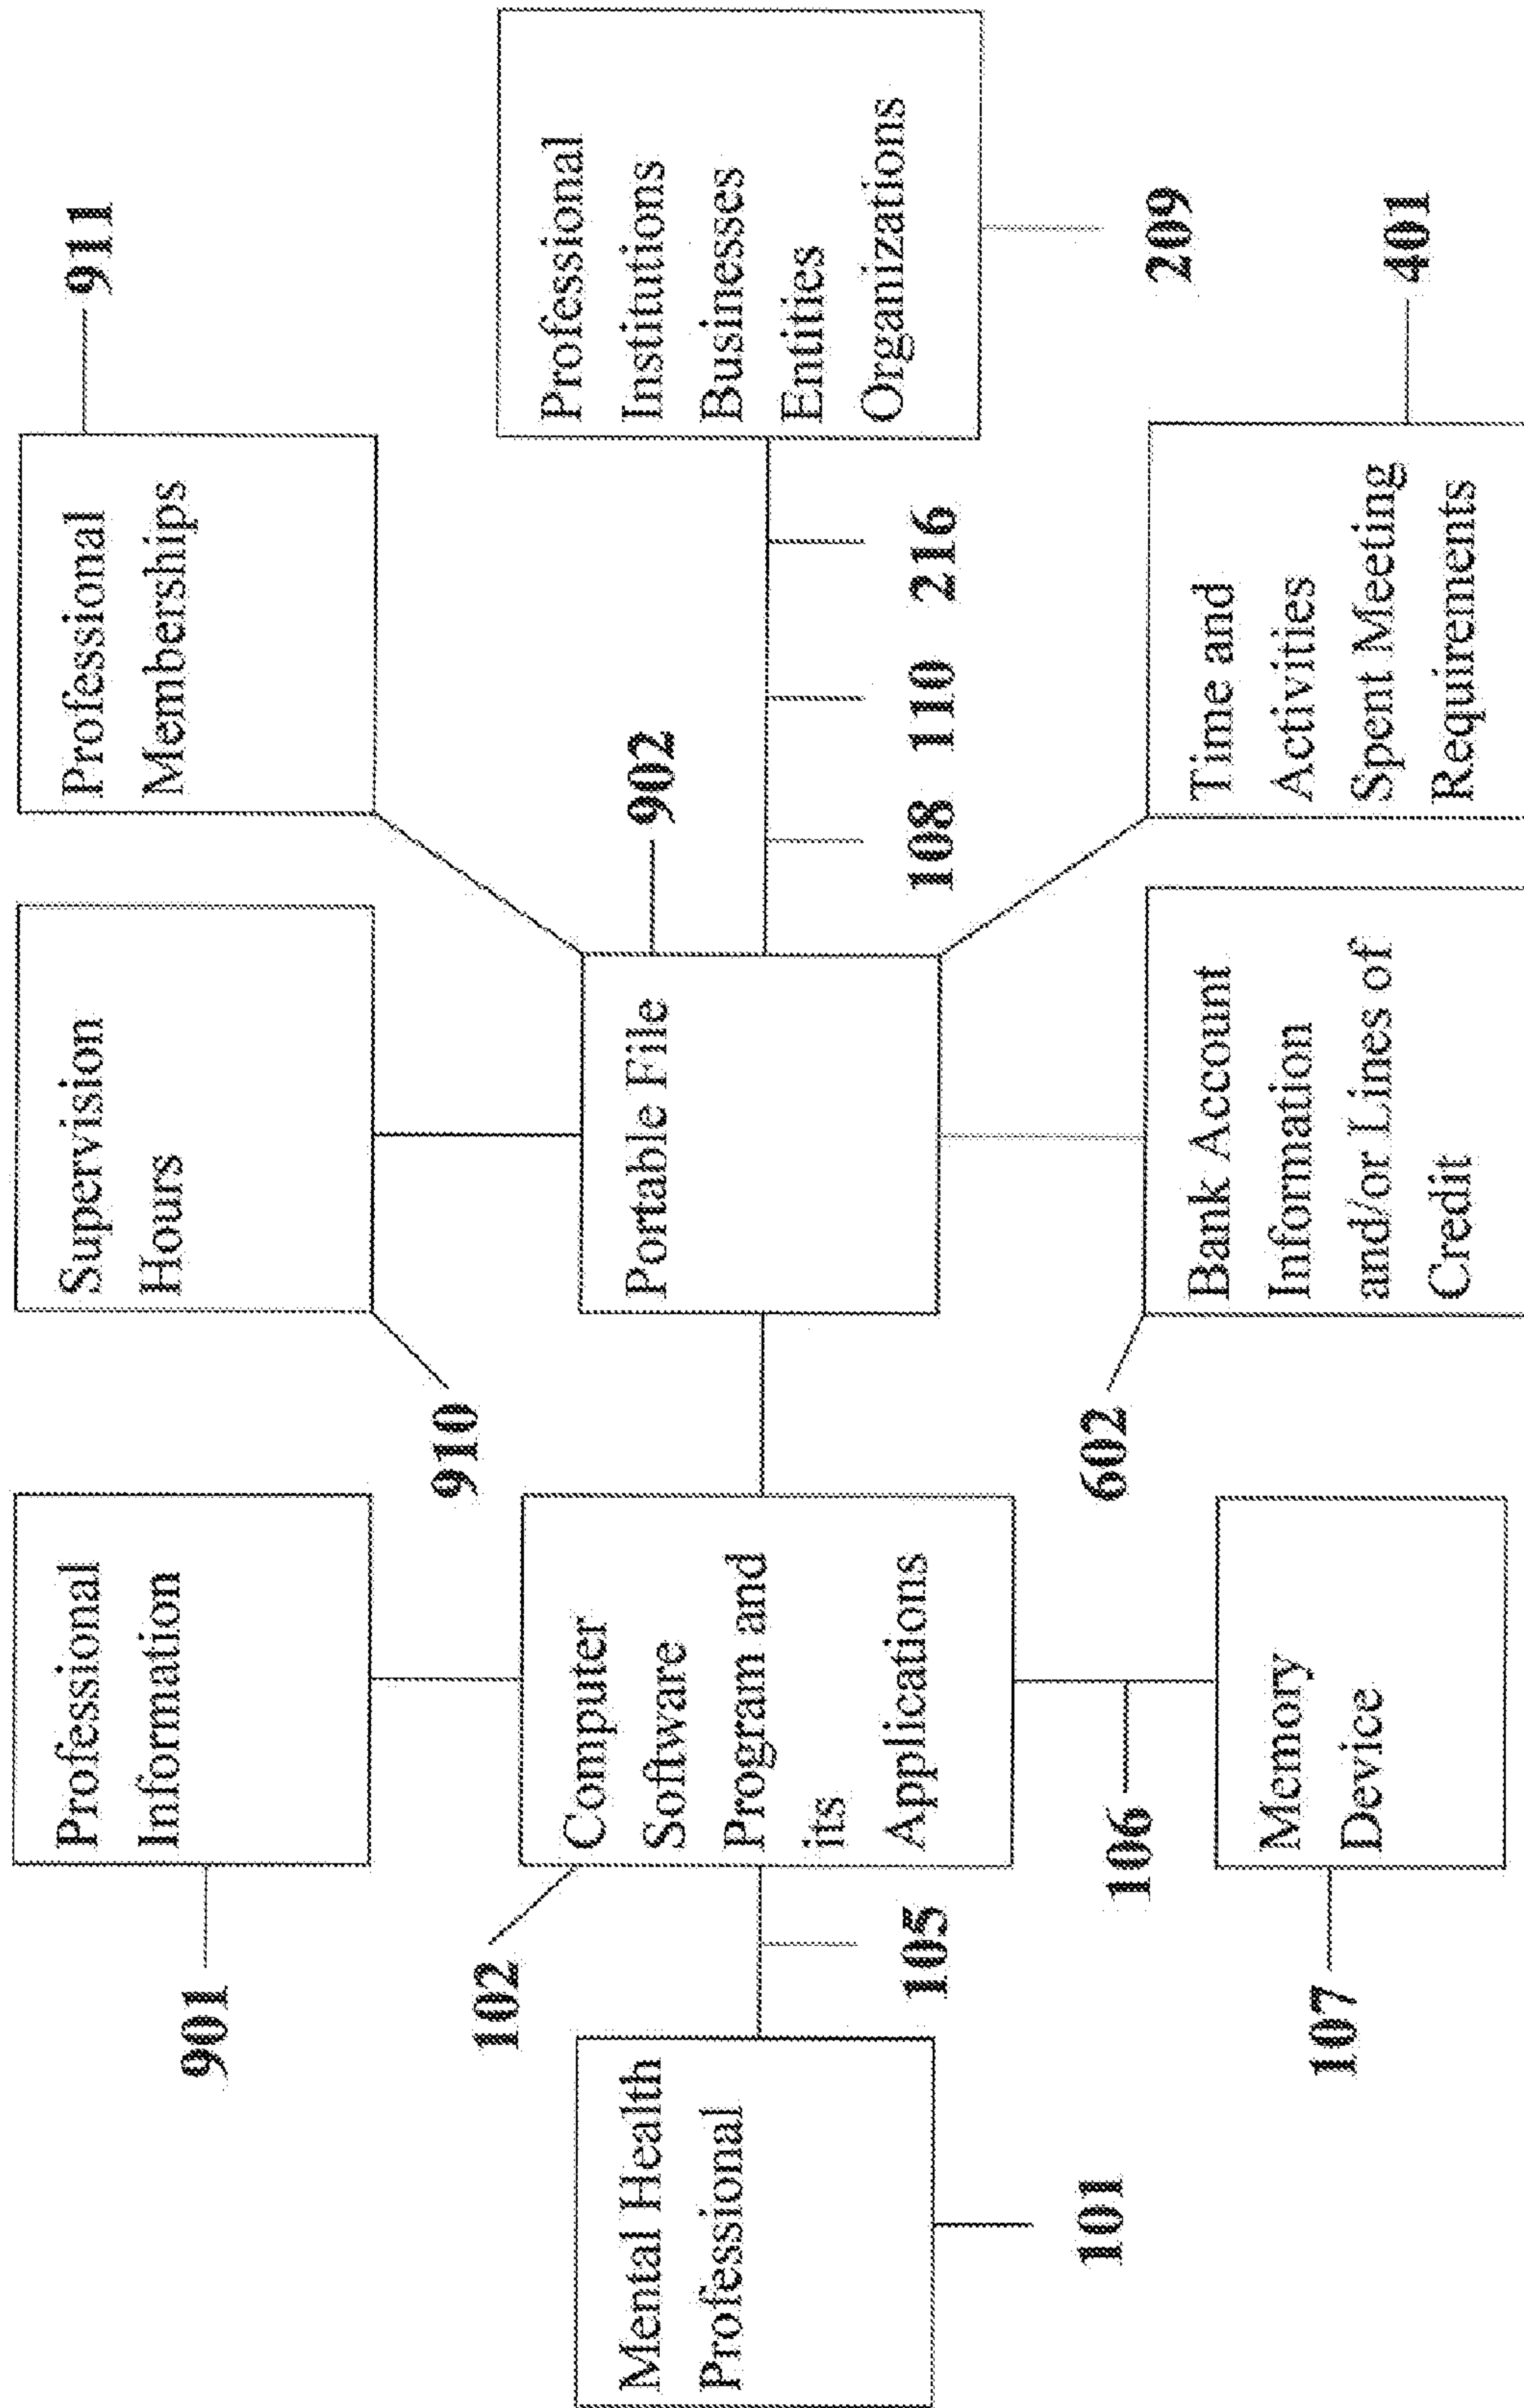 901
Professional
Information
910
Supervision
Hours
Professional
Memberships
911
Mental Health
Professional
101
102
Computer
Software
Program and
its
Applications
105
Portable File
902
108 110 216
Professional
Institutions
Businesses
Entities
Organizations
209
106
107
Memory
Device
602
Bank Account
Information
and/or Lines of
Credit
Time and
Activities
Spent Meeting
Requirements
401